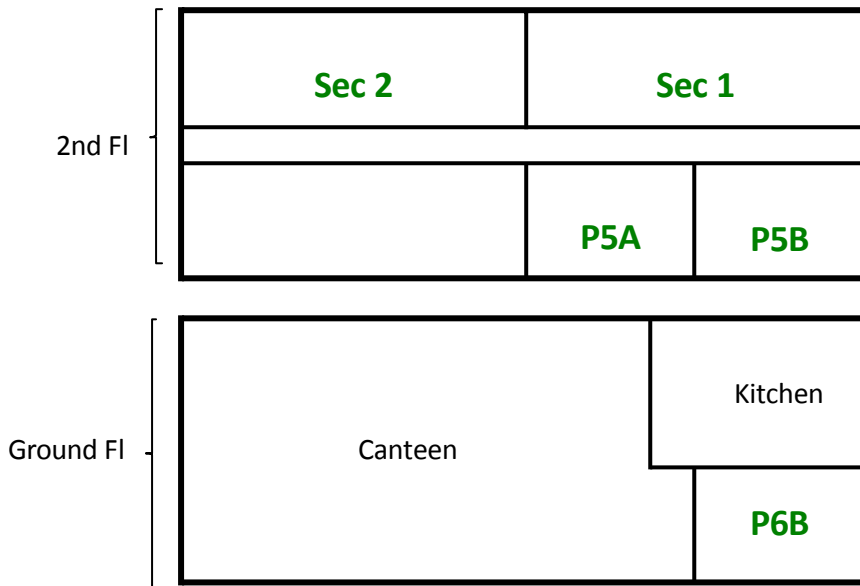 Sec 2
Sec 1
2nd Fl
P5A
P5B
Kitchen
Ground Fl
Canteen
P6B